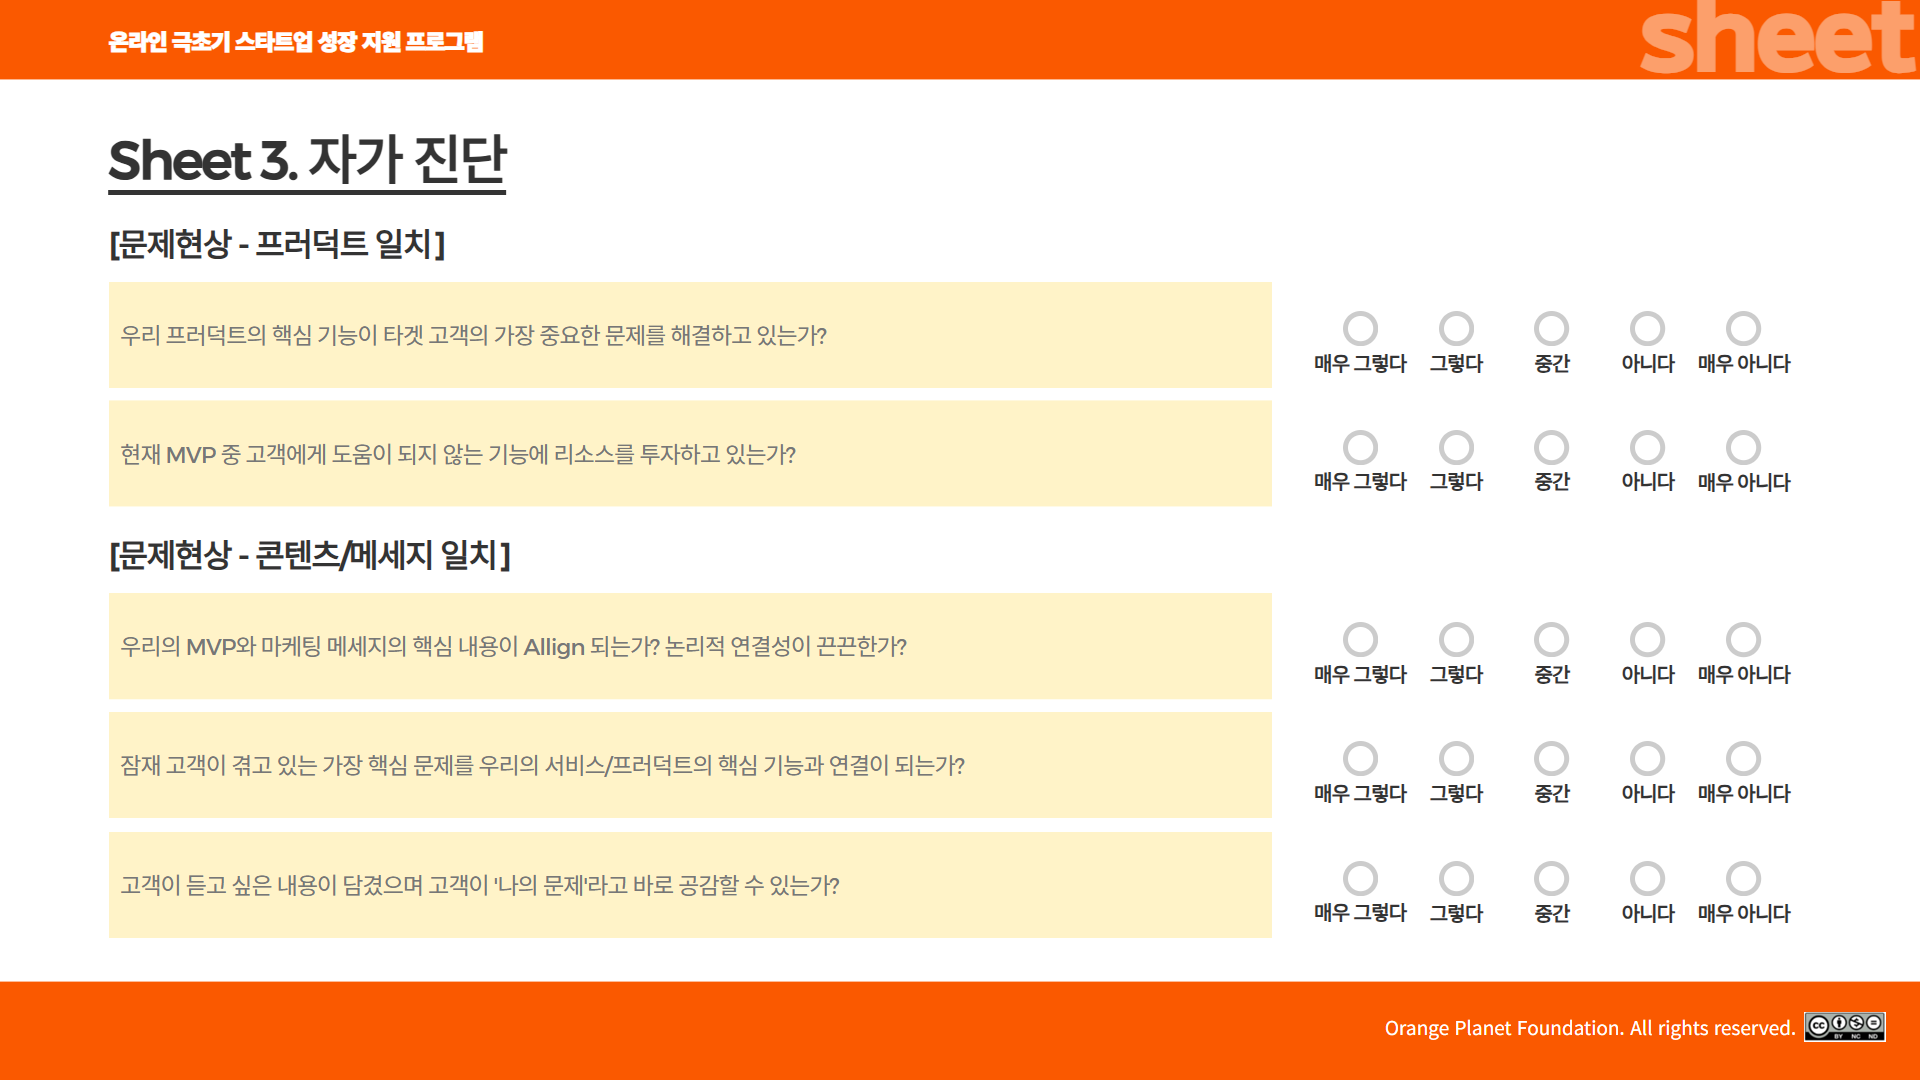 온라인 극초기 스타트업 성장 지원 프로그램
sheet
Sheet 3. 자가 진단
[문제현상 - 프러덕트 일치]
우리 프러덕트의 핵심 기능이 타겟 고객의 가장 중요한 문제를 해결하고 있는가?
매우 그렇다 그렇다 중간 아니다 매우 아니다
현재 MVP 중 고객에게 도움이 되지 않는 기능에 리소스를 투자하고 있는가?
매우 그렇다 그렇다 중간 아니다 매우 아니다
[문제현상 - 콘텐츠/메세지 일치]
우리의 MVP와 마케팅 메세지의 핵심 내용이 Allign 되는가? 논리적 연결성이 끈끈한가?
매우 그렇다 그렇다 중간 아니다 매우 아니다
잠재 고객이 겪고 있는 가장 핵심 문제를 우리의 서비스/프러덕트의 핵심 기능과 연결이 되는가?
매우 그렇다 그렇다 중간 아니다 매우 아니다
고객이 듣고 싶은 내용이 담겼으며 고객이 '나의 문제'라고 바로 공감할 수 있는가?
매우 그렇다 그렇다 중간 아니다 매우 아니다
Orange Planet Foundation. All rights reserved.
cc BY NC ND